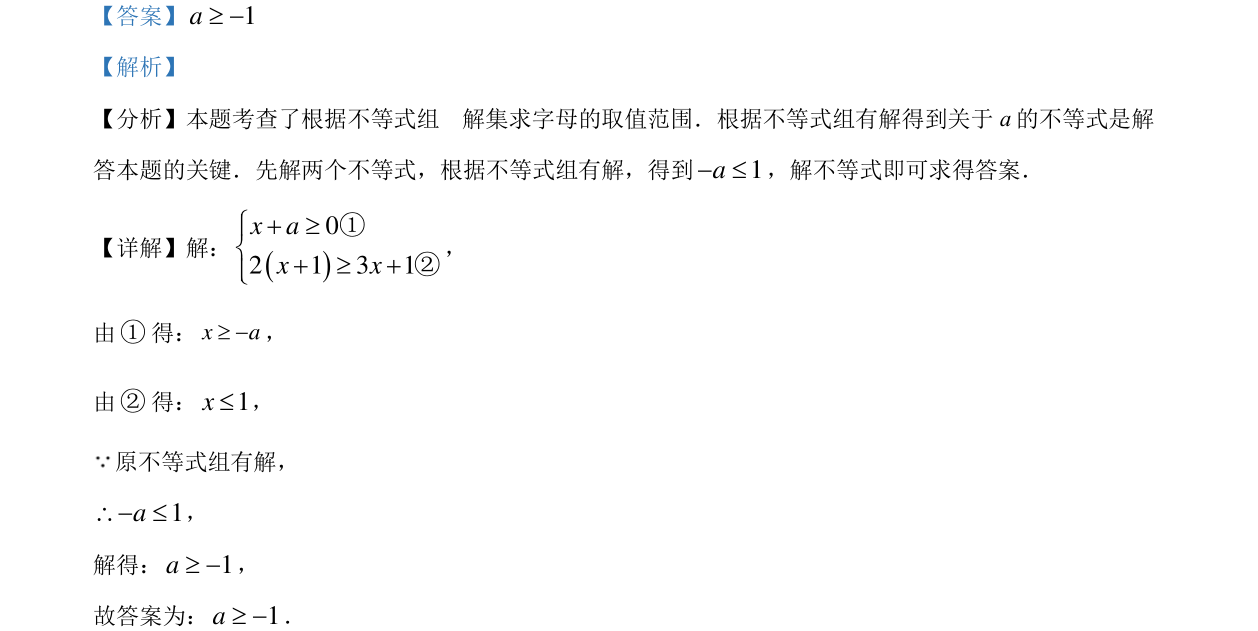 【答案】a≥−1
【解析】
【分析】本题考查了根据不等式组 解集求字母的取值范围．根据不等式组有解得到关于 a 的不等式是解
答本题的关键．先解两个不等式，根据不等式组有解，得到−a≤1，解不等式即可求得答案．
【详解】解：{x+a≥0①
2(x+1)≥3x+1②，
由①得：x≥−a，
由②得：x≤1，
∵原不等式组有解，
∴−a≤1，
解得：a≥−1，
故答案为：a≥−1．